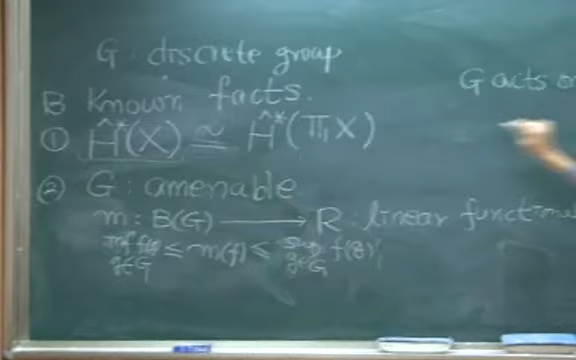 G : discrete group
B Known facts.
① Ĥ*(X) ≅ Ĥ*(π₁X)
② G : amenable
m : B(G) ⟶ R : linear functional
inf f(g) ≤ m(f) ≤ sup f(g)
g∈G g∈G
G acts on